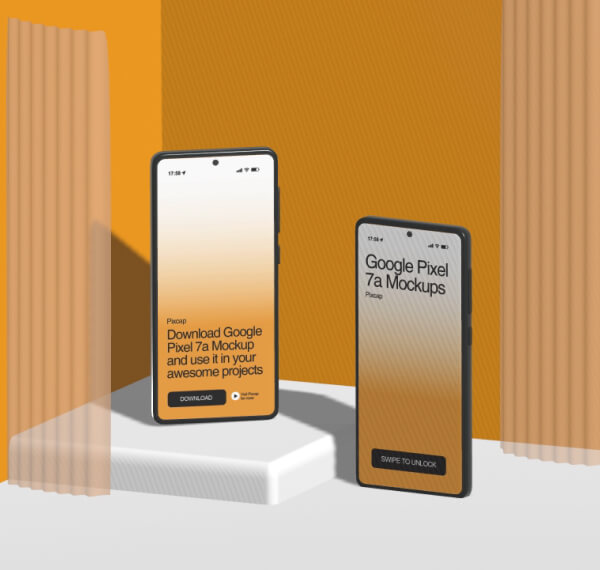 17:58
Pixcap
Download Google
Pixel 7a Mockup
and use it in your
awesome projects
DOWNLOAD
17:58
Google Pixel
7a Mockups
Pixcap
SWIPE TO UNLOCK